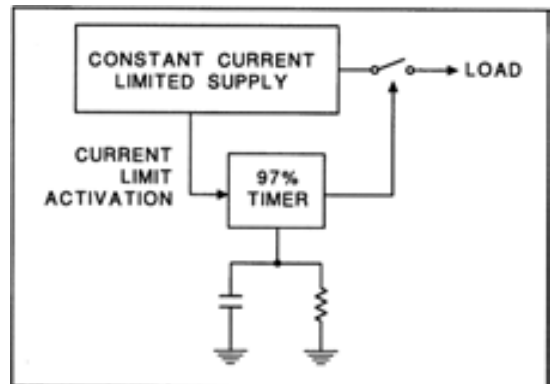 CONSTANT CURRENT
LIMITED SUPPLY
LOAD
CURRENT
LIMIT
ACTIVATION
97%
TIMER